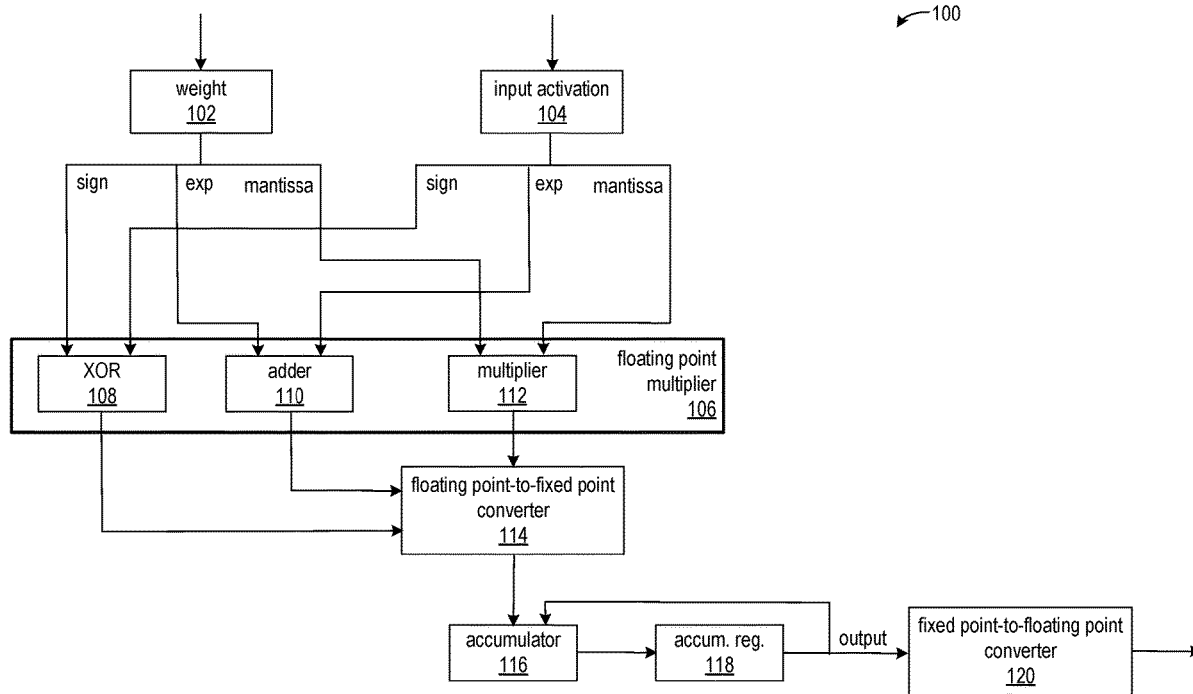 100
weight
102
input activation
104
sign
exp
mantissa
sign
exp
mantissa
XOR
108
adder
110
multiplier
112
floating point
multiplier
106
floating point-to-fixed point
converter
114
accumulator
116
accum. reg.
118
output
fixed point-to-floating point
converter
120